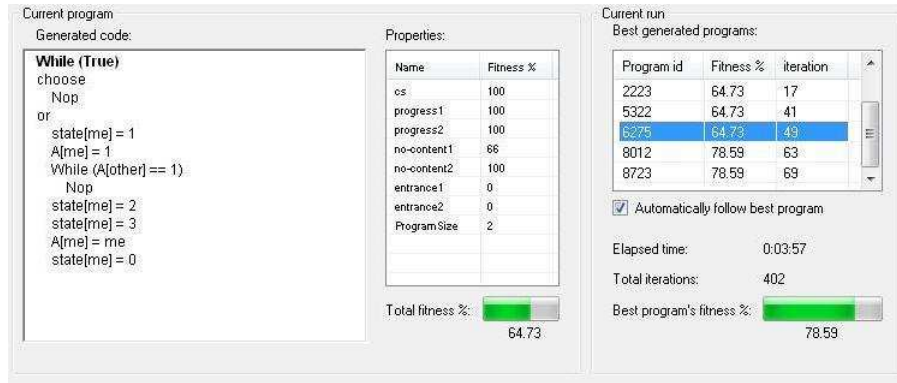 Current program
Generated code:
While (True)
choose
Nop
or
state[me] = 1
A[me] = 1
While (A[other] == 1)
Nop
state[me] = 2
state[me] = 3
A[me] = me
state[me] = 0
Properties:
Name Fitness %
cs 100
progress1 100
progress2 100
no-content1 66
no-content2 100
entrance1 0
entrance2 0
ProgramSize 2
Total fitness %:
64.73
Current run
Best generated programs:
Program id Fitness % iteration
2223 64.73 17
5322 64.73 41
6275 64.73 49
8012 78.59 63
8723 78.59 69
Automatically follow best program
Elapsed time: 0:03:57
Total iterations: 402
Best program's fitness %:
78.59